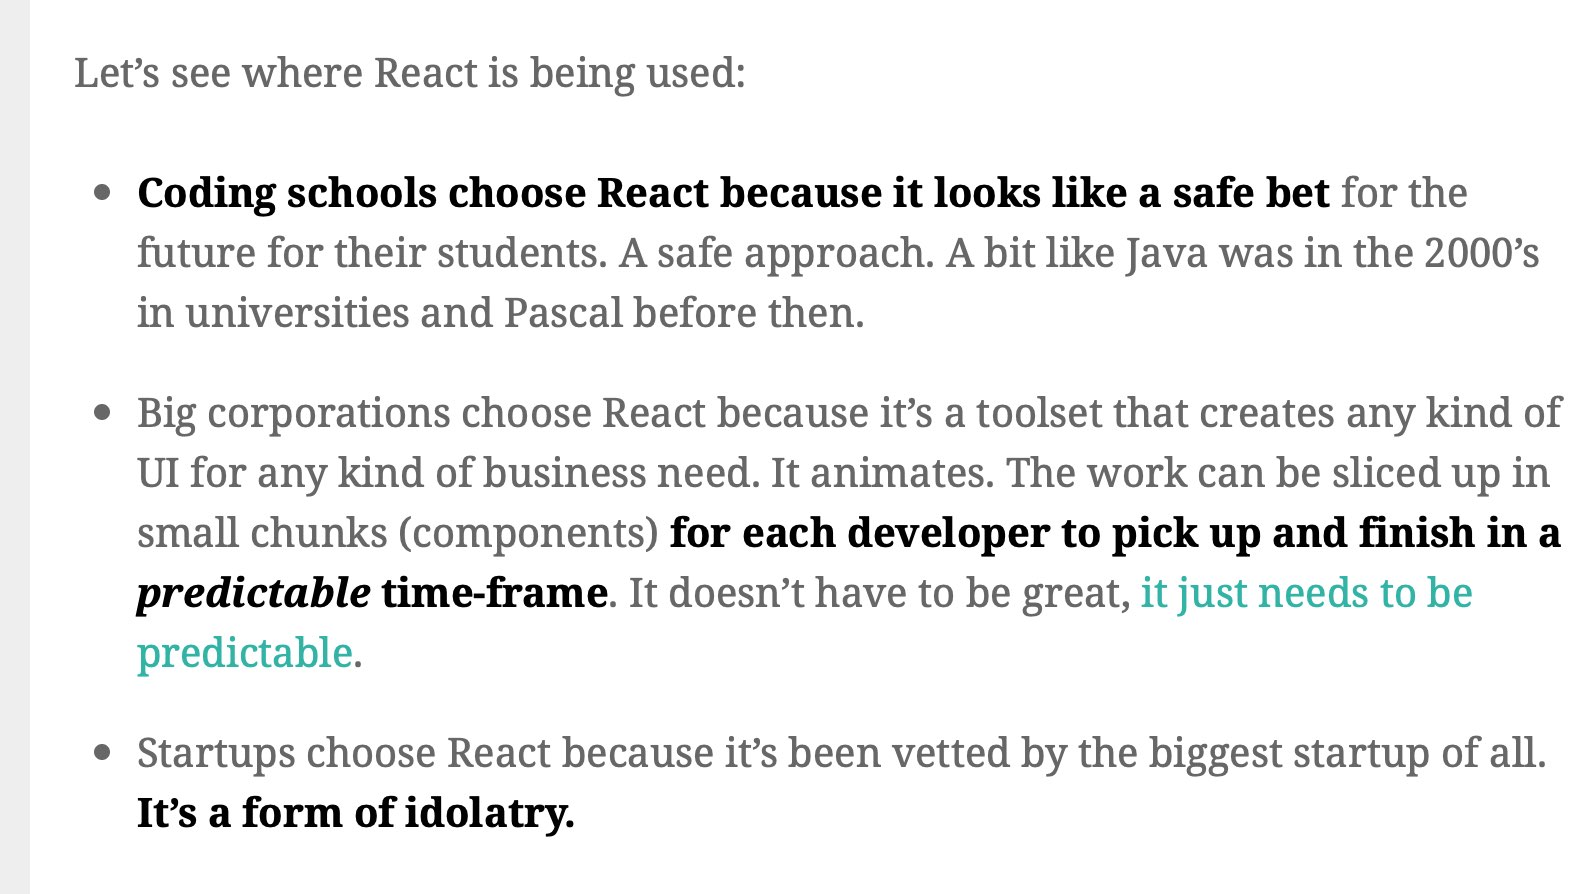 Let’s see where React is being used:
• Coding schools choose React because it looks like a safe bet for the
future for their students. A safe approach. A bit like Java was in the 2000’s
in universities and Pascal before then.
• Big corporations choose React because it’s a toolset that creates any kind of
UI for any kind of business need. It animates. The work can be sliced up in
small chunks (components) for each developer to pick up and finish in a
predictable time-frame. It doesn’t have to be great, it just needs to be
predictable.
• Startups choose React because it’s been vetted by the biggest startup of all.
It’s a form of idolatry.